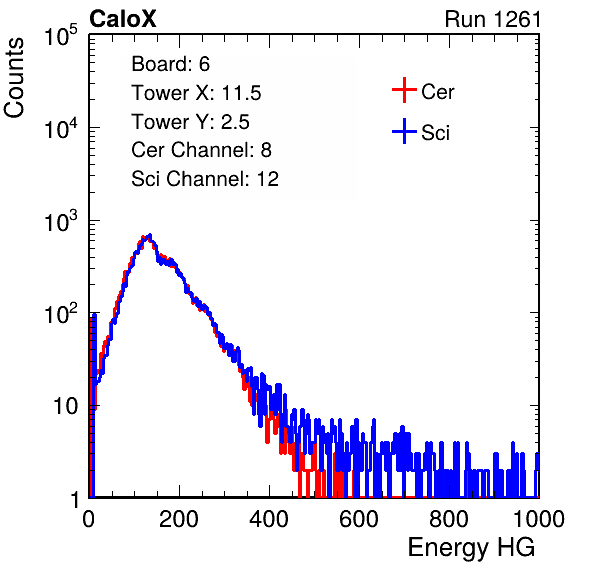 CaloX Run 1261
Counts
10^5
10^4
10^3
10^2
10
1
Board: 6
Tower X: 11.5
Tower Y: 2.5
Cer Channel: 8
Sci Channel: 12
Cer
Sci
0 200 400 600 800 1000
Energy HG